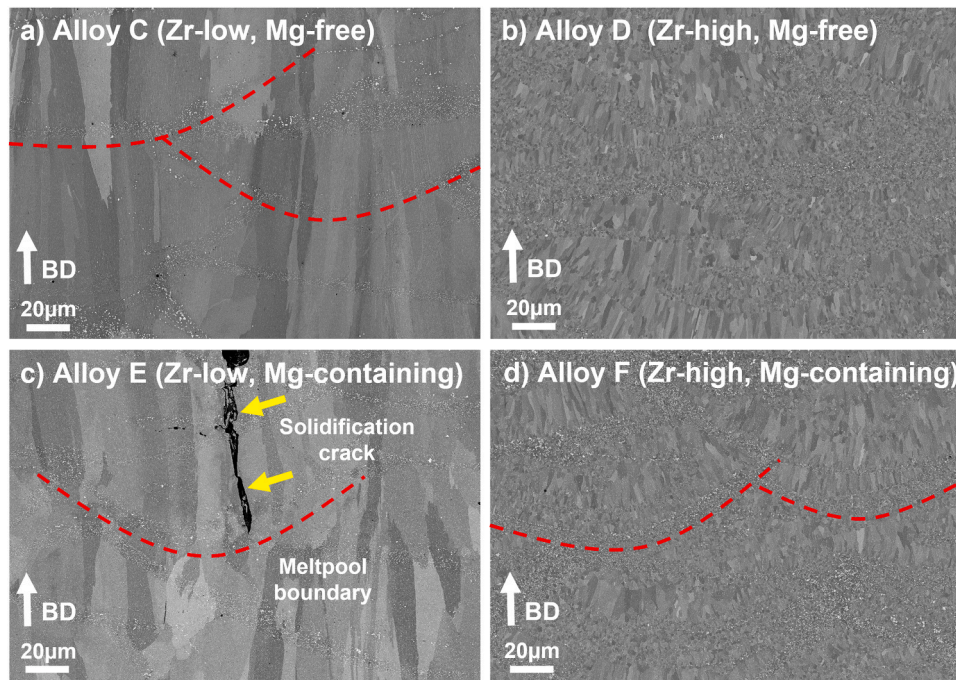 a) Alloy C (Zr-low, Mg-free)
BD
20µm
b) Alloy D (Zr-high, Mg-free)
BD
20µm
c) Alloy E (Zr-low, Mg-containing)
Solidification
crack
Meltpool
boundary
BD
20µm
d) Alloy F (Zr-high, Mg-containing)
BD
20µm